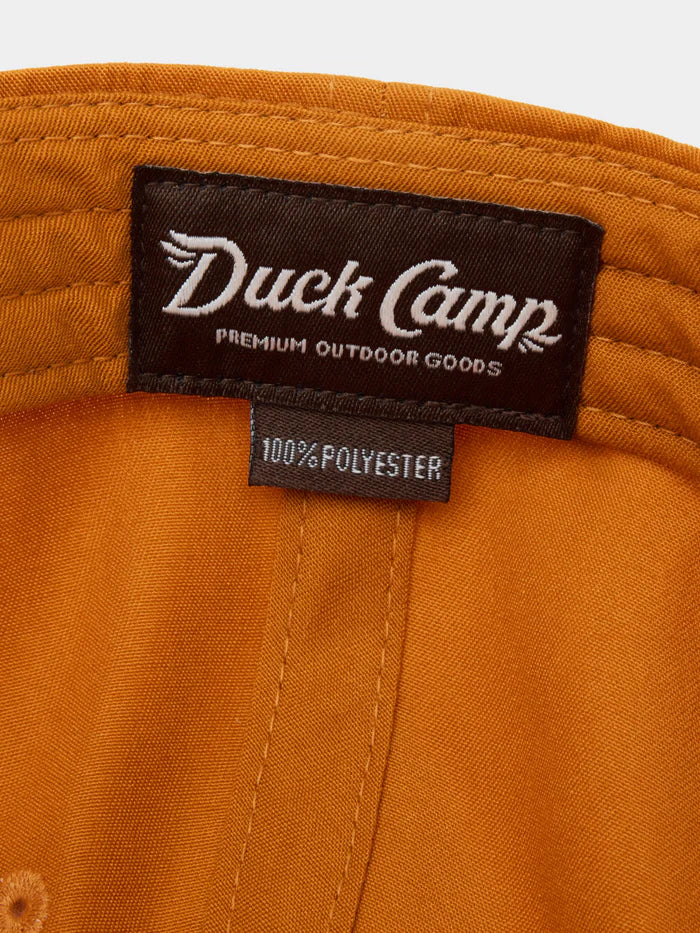 Duck Camp
PREMIUM OUTDOOR GOODS
100% POLYESTER